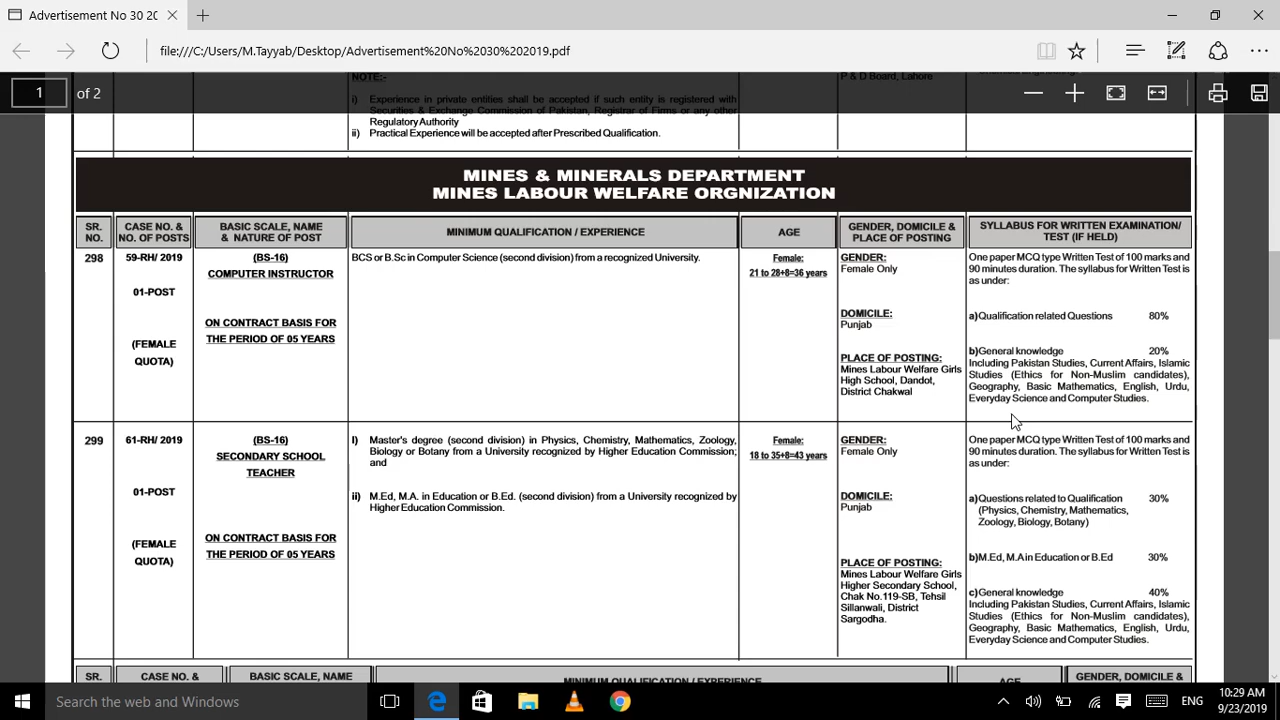 Advertisement No 30 20
file:///C:/Users/M.Tayyab/Desktop/Advertisement%20No%2030%202019.pdf
1 of 2
NOTE:-
i) Experience in private entities shall be accepted if such entity is registered with
Securities & Exchange Commission of Pakistan, Registrar of Firms or any other
Regulatory Authority
ii) Practical Experience will be accepted after Prescribed Qualification.
P & D Board, Lahore
MINES & MINERALS DEPARTMENT
MINES LABOUR WELFARE ORGNIZATION
SR.
NO.
CASE NO. &
NO. OF POSTS
BASIC SCALE, NAME
& NATURE OF POST
MINIMUM QUALIFICATION / EXPERIENCE
AGE
GENDER, DOMICILE &
PLACE OF POSTING
SYLLABUS FOR WRITTEN EXAMINATION/
TEST (IF HELD)
298
59-RH/ 2019
01-POST
(FEMALE
QUOTA)
(BS-16)
COMPUTER INSTRUCTOR
ON CONTRACT BASIS FOR
THE PERIOD OF 05 YEARS
BCS or B.Sc in Computer Science (second division) from a recognized University.
Female:
21 to 28+8=36 years
GENDER:
Female Only
DOMICILE:
Punjab
PLACE OF POSTING:
Mines Labour Welfare Girls
High School, Dandot,
District Chakwal
One paper MCQ type Written Test of 100 marks and
90 minutes duration. The syllabus for Written Test is
as under:
a)Qualification related Questions 80%
b)General knowledge 20%
Including Pakistan Studies, Current Affairs, Islamic
Studies (Ethics for Non-Muslim candidates),
Geography, Basic Mathematics, English, Urdu,
Everyday Science and Computer Studies.
299
61-RH/ 2019
01-POST
(FEMALE
QUOTA)
(BS-16)
SECONDARY SCHOOL
TEACHER
ON CONTRACT BASIS FOR
THE PERIOD OF 05 YEARS
I) Master's degree (second division) in Physics, Chemistry, Mathematics, Zoology,
Biology or Botany from a University recognized by Higher Education Commission;
and
ii) M.Ed, M.A. in Education or B.Ed. (second division) from a University recognized by
Higher Education Commission.
Female:
18 to 35+8=43 years
GENDER:
Female Only
DOMICILE:
Punjab
PLACE OF POSTING:
Mines Labour Welfare Girls
Higher Secondary School,
Chak No.119-SB, Tehsil
Sillanwali, District
Sargodha.
One paper MCQ type Written Test of 100 marks and
90 minutes duration. The syllabus for Written Test is
as under:
a)Questions related to Qualification 30%
(Physics, Chemistry, Mathematics,
Zoology, Biology, Botany)
b)M.Ed, M.A in Education or B.Ed 30%
c)General knowledge 40%
Including Pakistan Studies, Current Affairs, Islamic
Studies (Ethics for Non-Muslim candidates),
Geography, Basic Mathematics, English, Urdu,
Everyday Science and Computer Studies.
SR.
CASE NO. &
BASIC SCALE, NAME
MINIMUM QUALIFICATION / EXPERIENCE
AGE
GENDER, DOMICILE &
Search the web and Windows
ENG
10:29 AM
9/23/2019